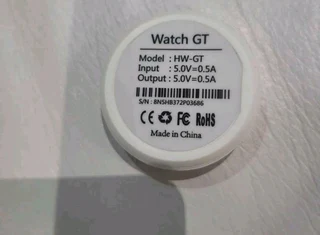 Watch GT
Model : HW-GT
Input : 5.0V=0.5A
Output : 5.0V=0.5A
S/N : 8NSHB372P03686
CE FC RoHS
Made in China